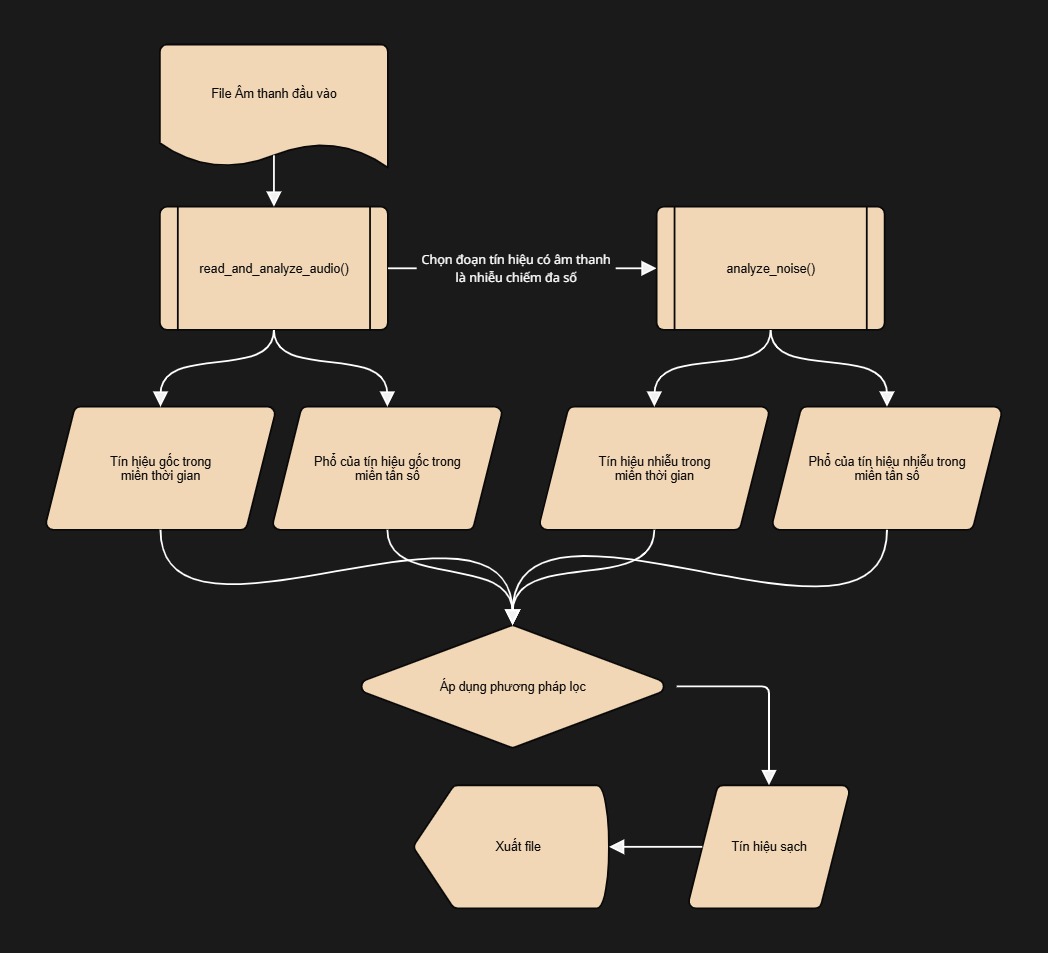 File Âm thanh đầu vào
read_and_analyze_audio()
Chọn đoạn tín hiệu có âm thanh
là nhiễu chiếm đa số
analyze_noise()
Tín hiệu gốc trong
miền thời gian
Phổ của tín hiệu gốc trong
miền tần số
Tín hiệu nhiễu trong
miền thời gian
Phổ của tín hiệu nhiễu trong
miền tần số
Áp dụng phương pháp lọc
Xuất file
Tín hiệu sạch